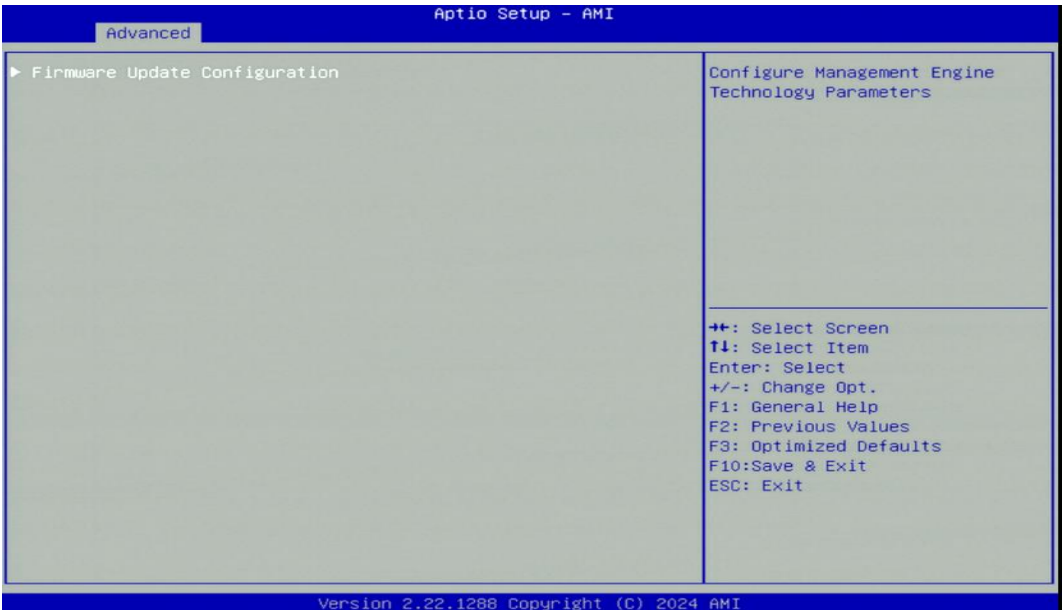 Aptio Setup – AMI
Advanced
► Firmware Update Configuration
Configure Management Engine
Technology Parameters
→←: Select Screen
↑↓: Select Item
Enter: Select
+/-: Change Opt.
F1: General Help
F2: Previous Values
F3: Optimized Defaults
F10:Save & Exit
ESC: Exit
Version 2.22.1288 Copyright (C) 2024 AMI